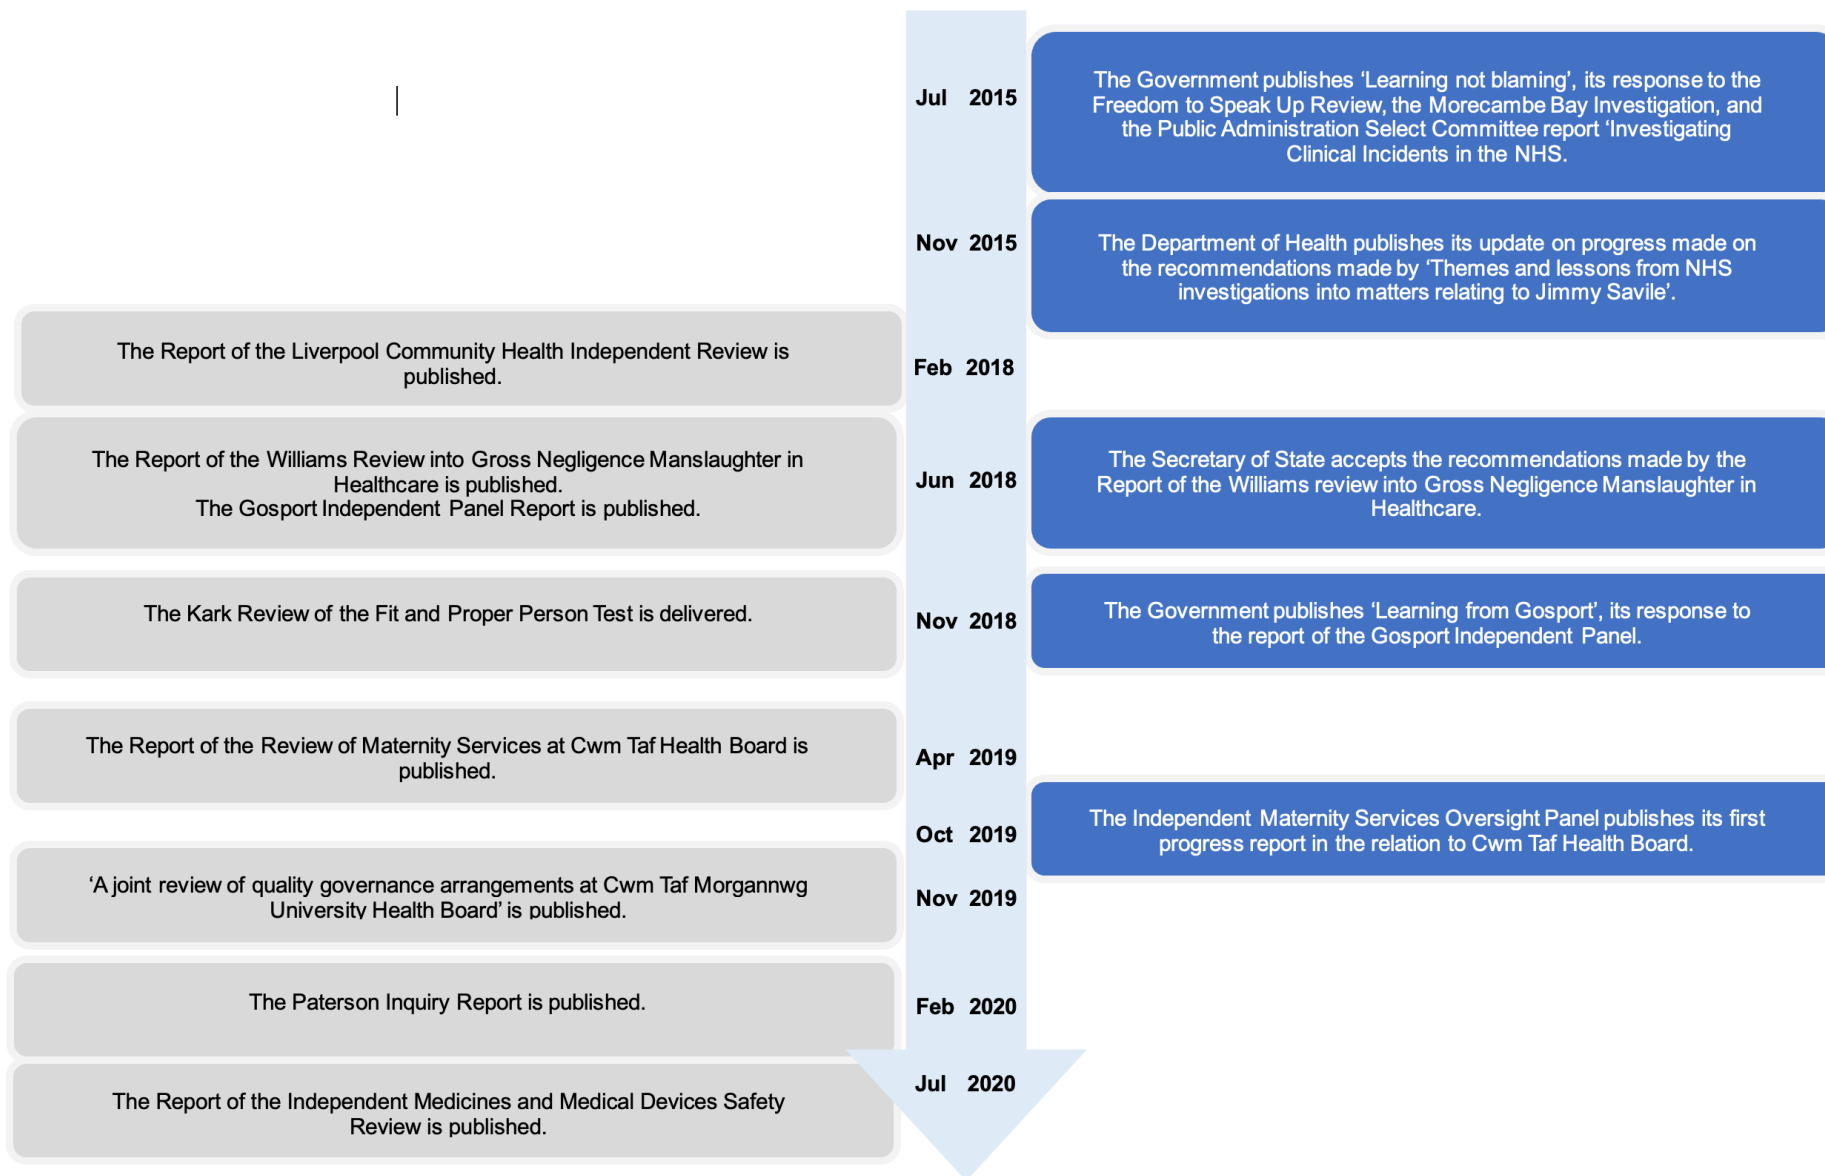 Jul 2015
The Government publishes ‘Learning not blaming’, its response to the
Freedom to Speak Up Review, the Morecambe Bay Investigation, and
the Public Administration Select Committee report ‘Investigating
Clinical Incidents in the NHS.
Nov 2015
The Department of Health publishes its update on progress made on
the recommendations made by ‘Themes and lessons from NHS
investigations into matters relating to Jimmy Savile’.
The Report of the Liverpool Community Health Independent Review is
published.
Feb 2018
The Report of the Williams Review into Gross Negligence Manslaughter in
Healthcare is published.
The Gosport Independent Panel Report is published.
Jun 2018
The Secretary of State accepts the recommendations made by the
Report of the Williams review into Gross Negligence Manslaughter in
Healthcare.
The Kark Review of the Fit and Proper Person Test is delivered.
Nov 2018
The Government publishes ‘Learning from Gosport’, its response to
the report of the Gosport Independent Panel.
The Report of the Review of Maternity Services at Cwm Taf Health Board is
published.
Apr 2019
Oct 2019
The Independent Maternity Services Oversight Panel publishes its first
progress report in the relation to Cwm Taf Health Board.
‘A joint review of quality governance arrangements at Cwm Taf Morgannwg
University Health Board’ is published.
Nov 2019
The Paterson Inquiry Report is published.
Feb 2020
The Report of the Independent Medicines and Medical Devices Safety
Review is published.
Jul 2020